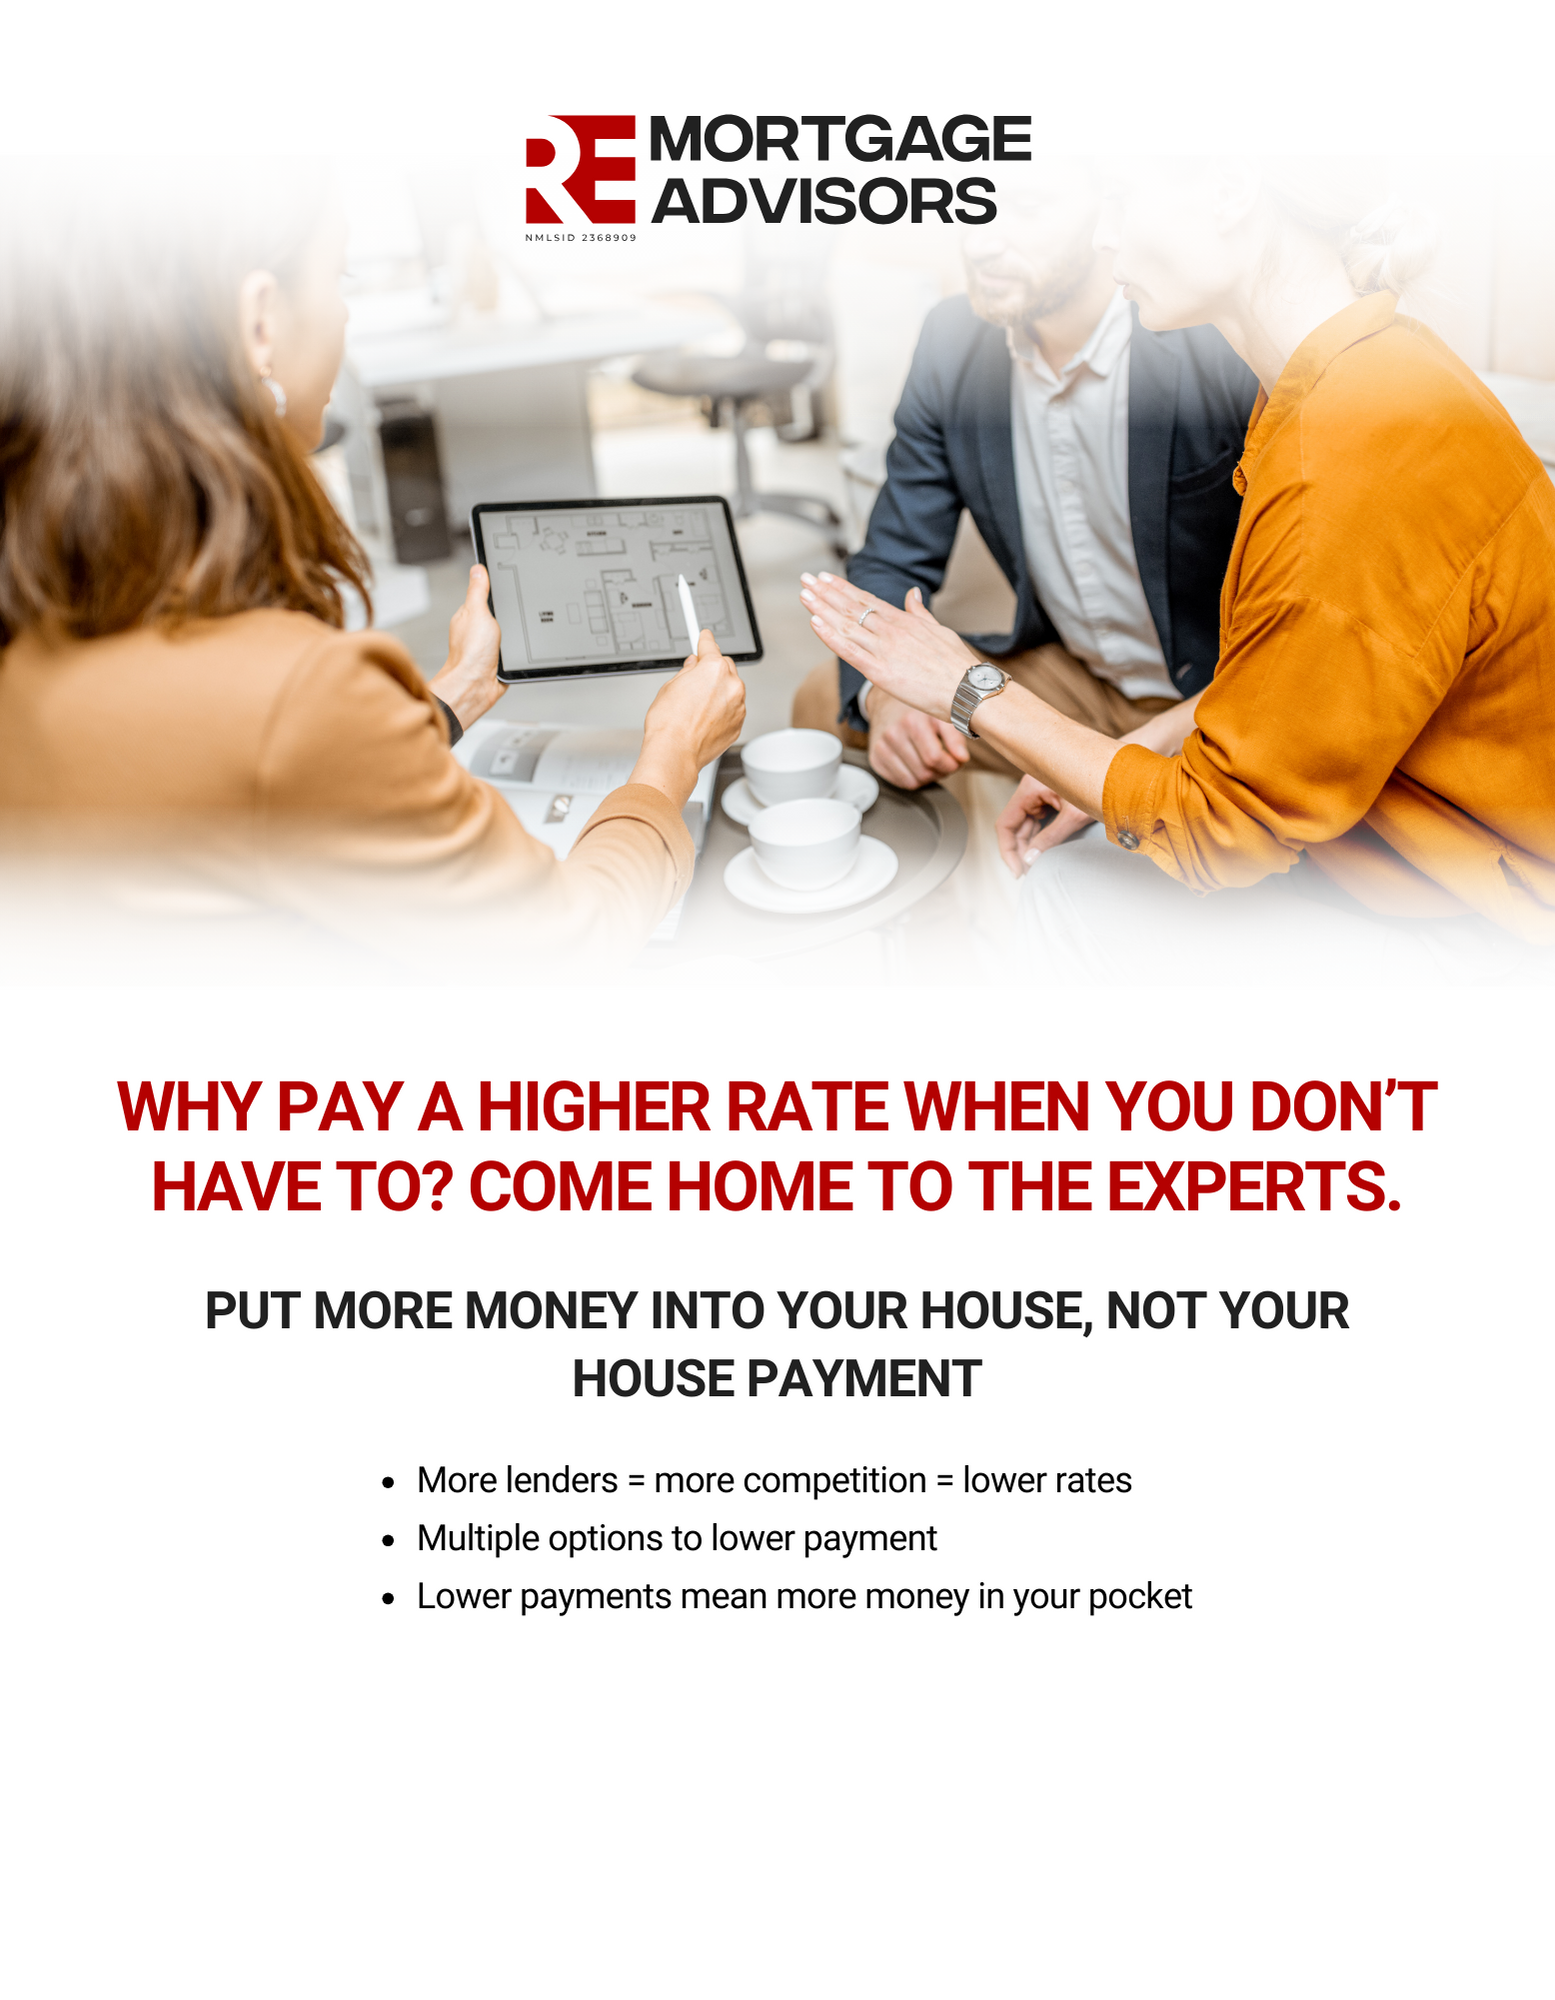 RE MORTGAGE
ADVISORS
NMLSID 2368909
WHY PAY A HIGHER RATE WHEN YOU DON’T
HAVE TO? COME HOME TO THE EXPERTS.
PUT MORE MONEY INTO YOUR HOUSE, NOT YOUR
HOUSE PAYMENT
• More lenders = more competition = lower rates
• Multiple options to lower payment
• Lower payments mean more money in your pocket